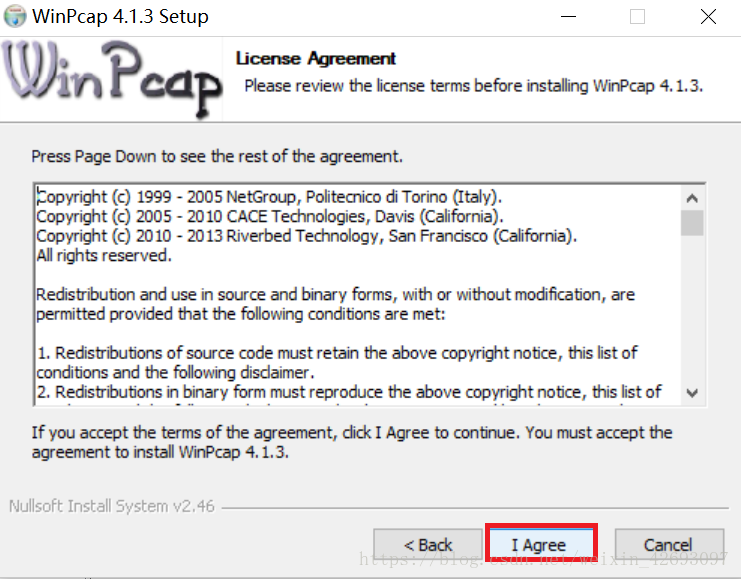 WinPcap 4.1.3 Setup
WinPcap
License Agreement
Please review the license terms before installing WinPcap 4.1.3.
Press Page Down to see the rest of the agreement.
Copyright (c) 1999 - 2005 NetGroup, Politecnico di Torino (Italy).
Copyright (c) 2005 - 2010 CACE Technologies, Davis (California).
Copyright (c) 2010 - 2013 Riverbed Technology, San Francisco (California).
All rights reserved.
Redistribution and use in source and binary forms, with or without modification, are
permitted provided that the following conditions are met:
1. Redistributions of source code must retain the above copyright notice, this list of
conditions and the following disclaimer.
2. Redistributions in binary form must reproduce the above copyright notice, this list of
If you accept the terms of the agreement, click I Agree to continue. You must accept the
agreement to install WinPcap 4.1.3.
Nullsoft Install System v2.46
< Back I Agree Cancel
https://blog.csdn.net/weixin_42693097